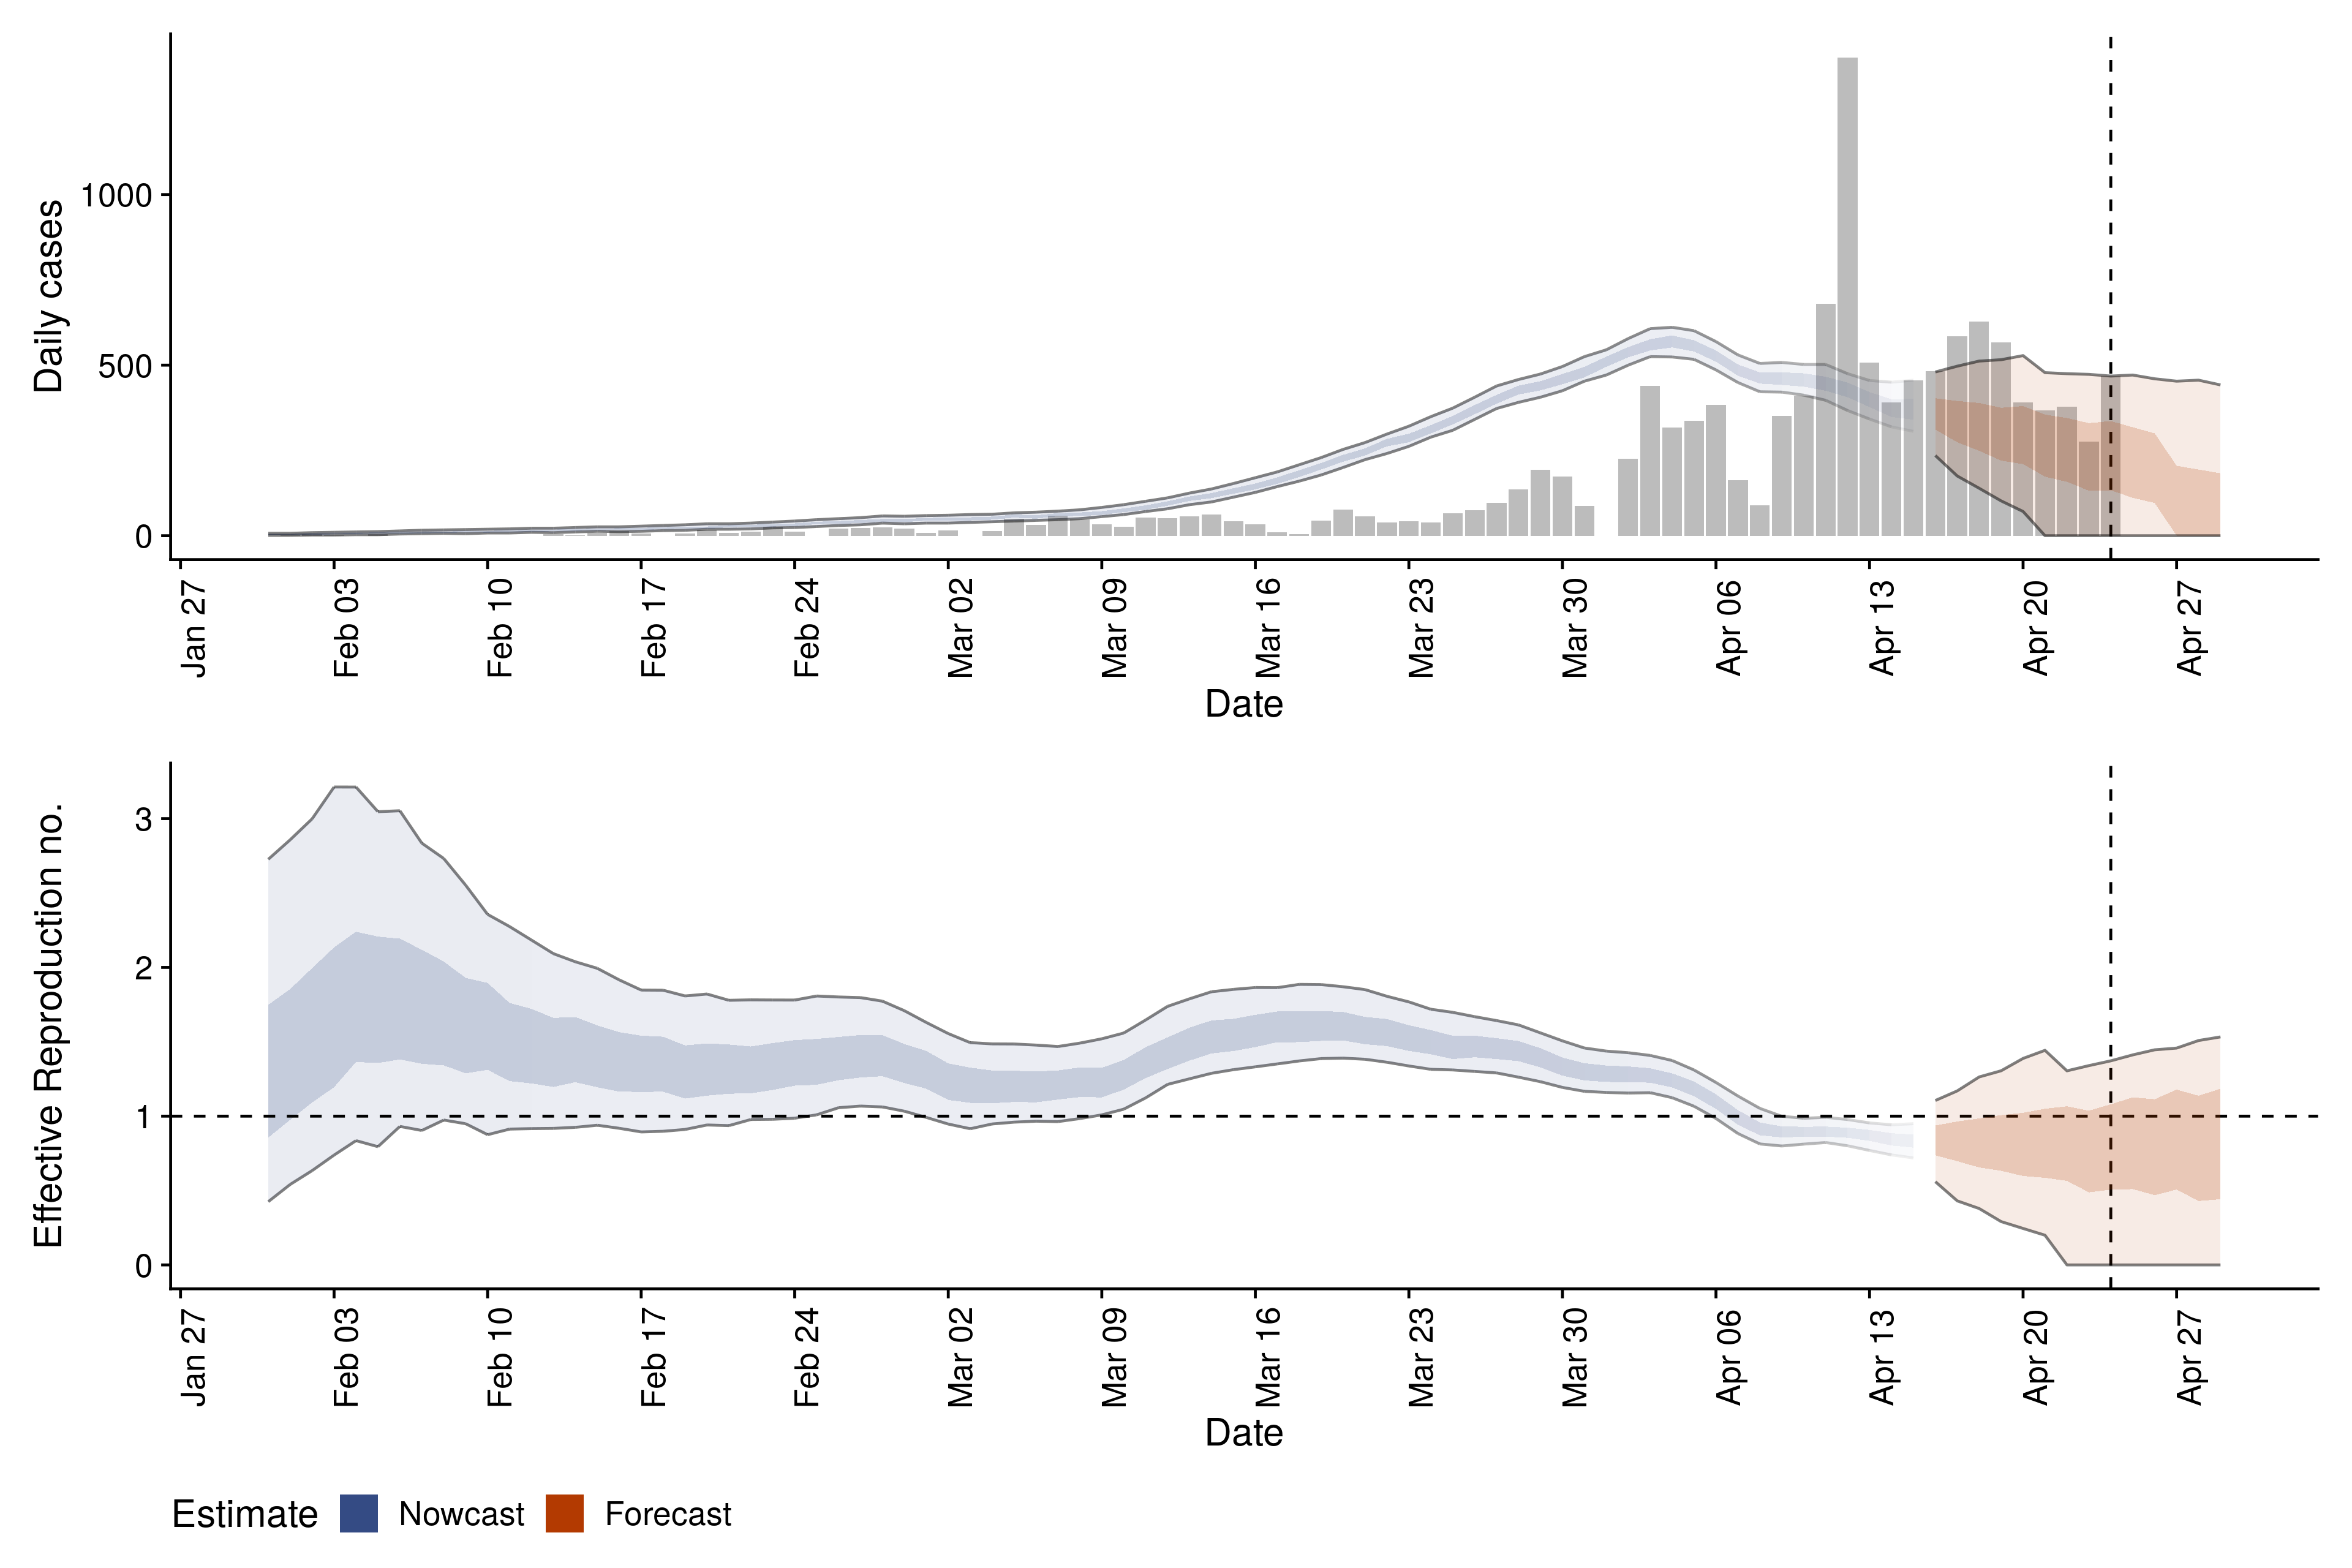 Daily cases
1000
500
0
Jan 27
Feb 03
Feb 10
Feb 17
Feb 24
Mar 02
Mar 09
Mar 16
Mar 23
Mar 30
Apr 06
Apr 13
Apr 20
Apr 27
Date
Effective Reproduction no.
3
2
1
0
Jan 27
Feb 03
Feb 10
Feb 17
Feb 24
Mar 02
Mar 09
Mar 16
Mar 23
Mar 30
Apr 06
Apr 13
Apr 20
Apr 27
Date
Estimate Nowcast Forecast